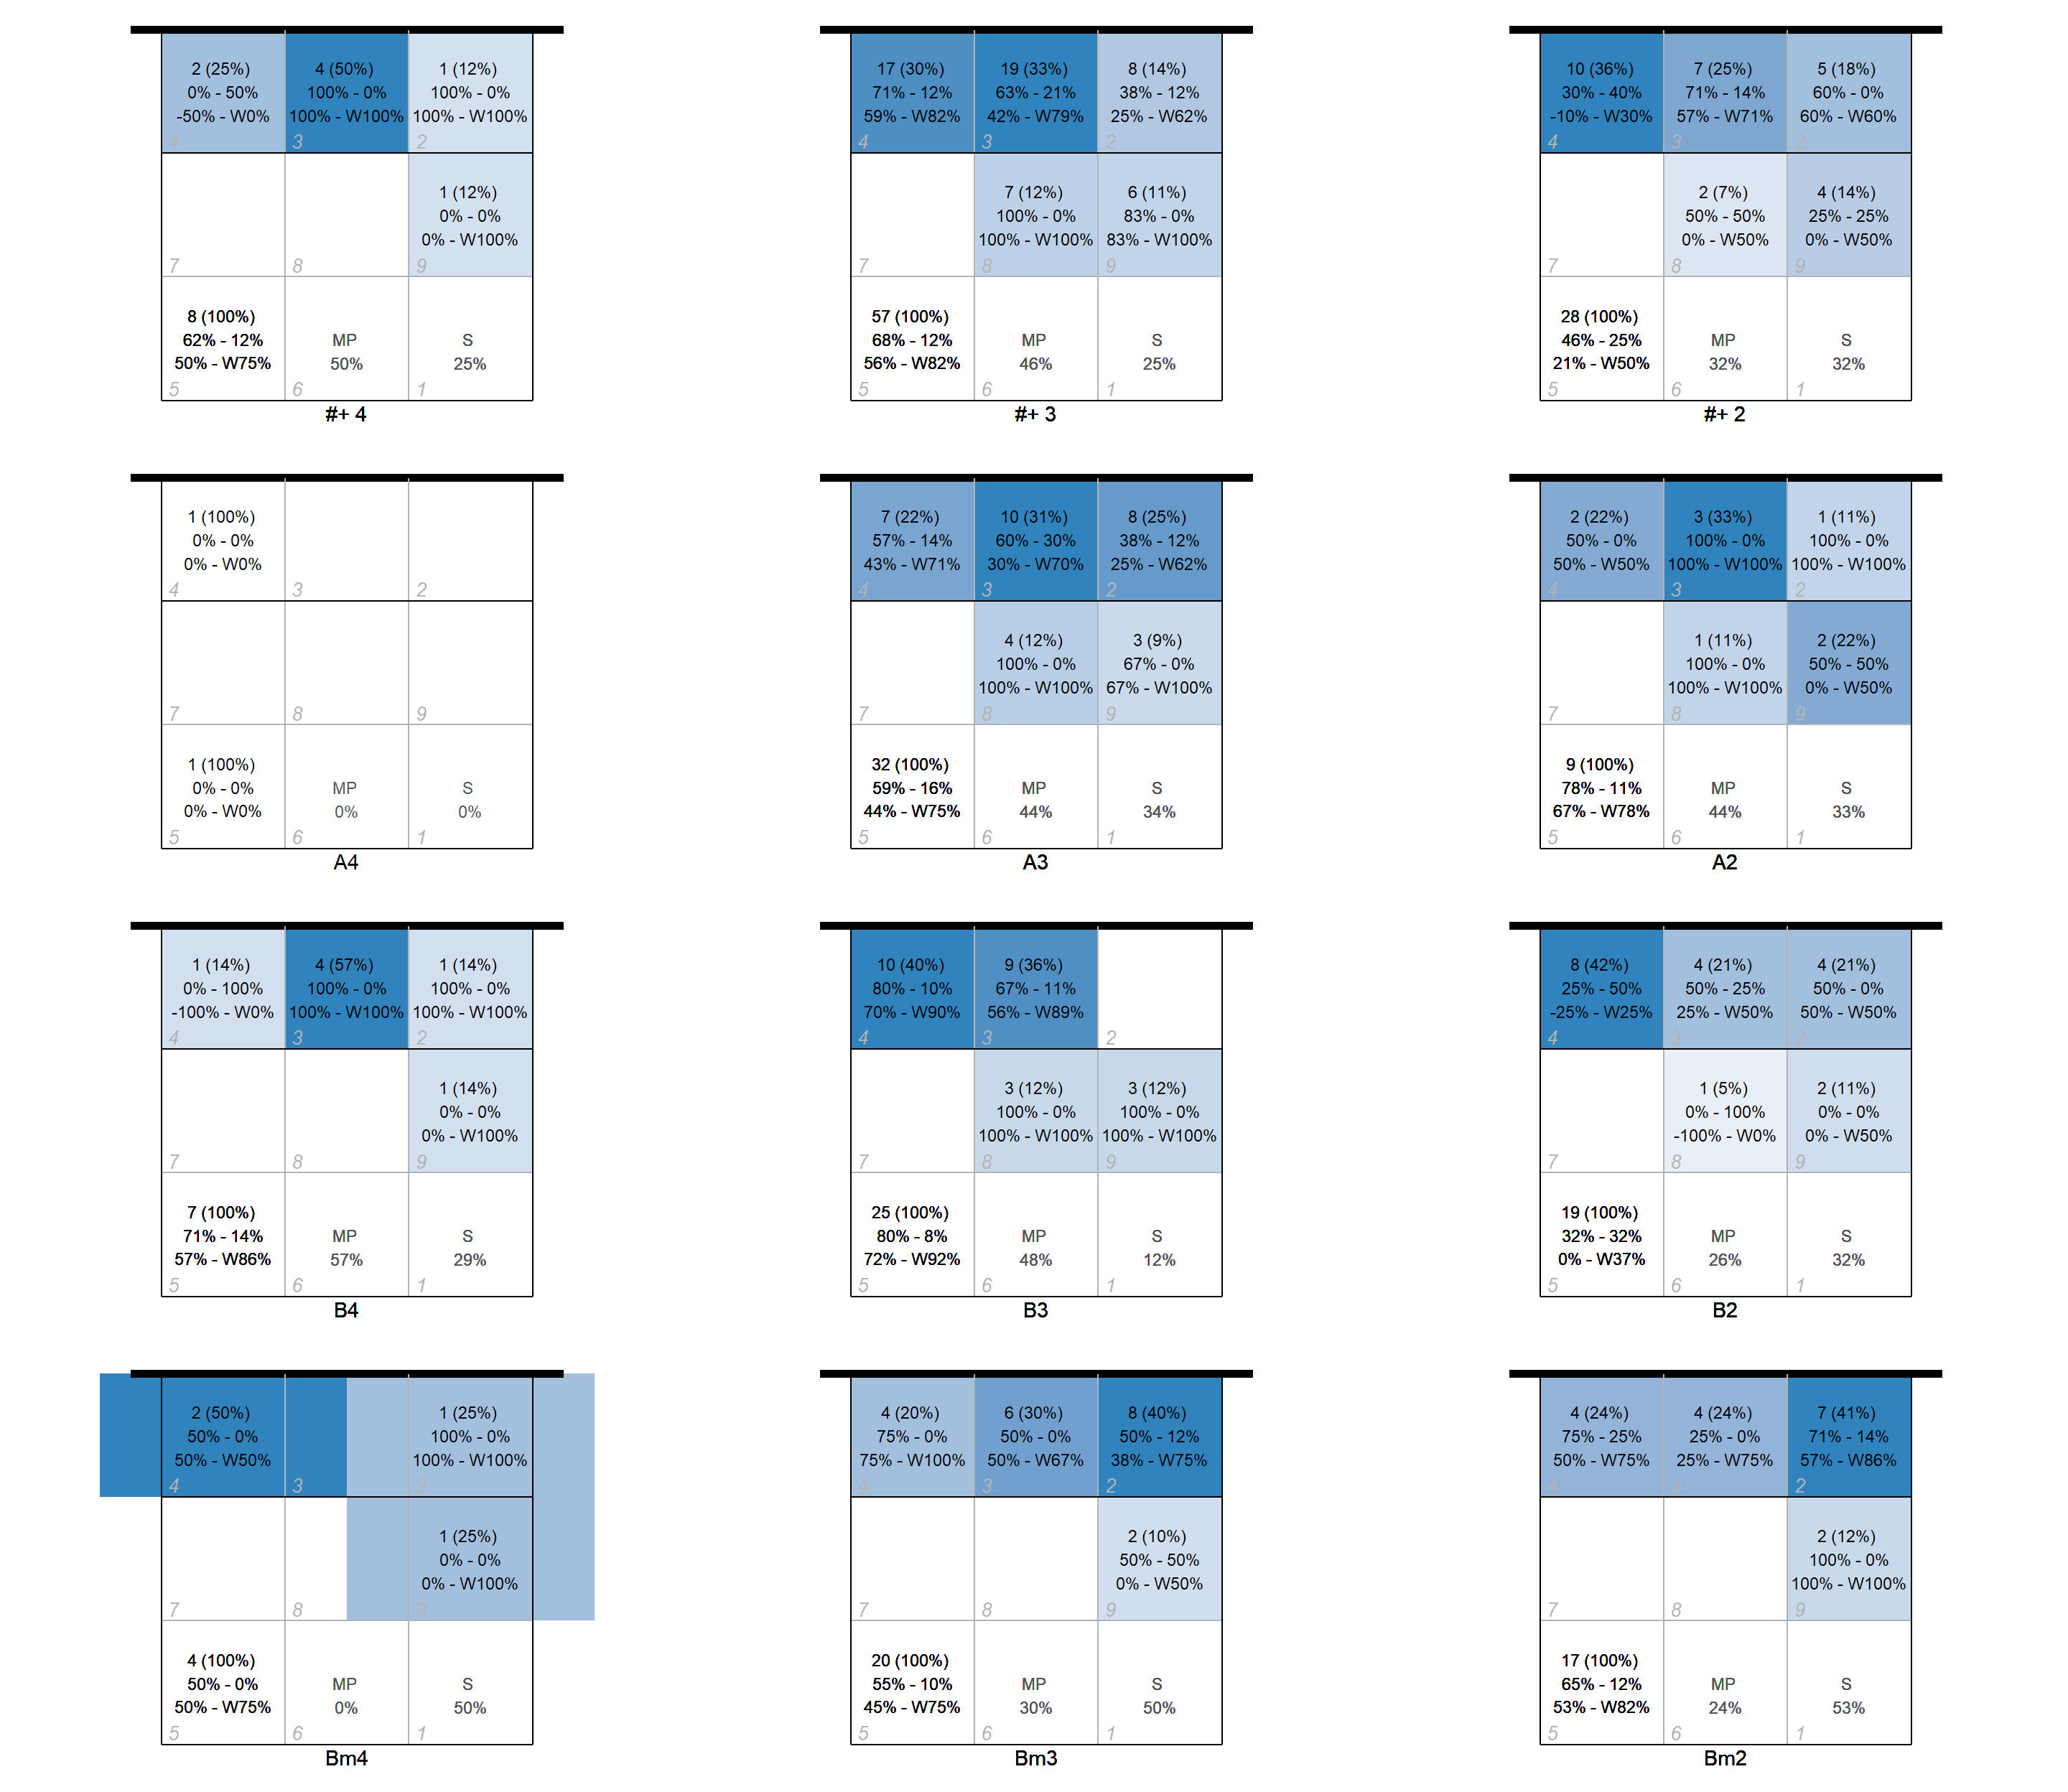 2 (25%)
0% - 50%
-50% - W0%
4
4 (50%)
100% - 0%
100% - W100%
3
1 (12%)
100% - 0%
100% - W100%
2
7
8
1 (12%)
0% - 0%
0% - W100%
9
8 (100%)
62% - 12%
50% - W75%
5
MP
50%
6
S
25%
1
#+ 4
17 (30%)
71% - 12%
59% - W82%
4
19 (33%)
63% - 21%
42% - W79%
3
8 (14%)
38% - 12%
25% - W62%
2
7
7 (12%)
100% - 0%
100% - W100%
8
6 (11%)
83% - 0%
83% - W100%
9
57 (100%)
68% - 12%
56% - W82%
5
MP
46%
6
S
25%
1
#+ 3
10 (36%)
30% - 40%
-10% - W30%
4
7 (25%)
71% - 14%
57% - W71%
3
5 (18%)
60% - 0%
60% - W60%
2
7
2 (7%)
50% - 50%
0% - W50%
8
4 (14%)
25% - 25%
0% - W50%
9
28 (100%)
46% - 25%
21% - W50%
5
MP
32%
6
S
32%
1
#+ 2
1 (100%)
0% - 0%
0% - W0%
4
3
2
7
8
9
1 (100%)
0% - 0%
0% - W0%
5
MP
0%
6
S
0%
1
A4
7 (22%)
57% - 14%
43% - W71%
4
10 (31%)
60% - 30%
30% - W70%
3
8 (25%)
38% - 12%
25% - W62%
2
7
4 (12%)
100% - 0%
100% - W100%
8
3 (9%)
67% - 0%
67% - W100%
9
32 (100%)
59% - 16%
44% - W75%
5
MP
44%
6
S
34%
1
A3
2 (22%)
50% - 0%
50% - W50%
4
3 (33%)
100% - 0%
100% - W100%
3
1 (11%)
100% - 0%
100% - W100%
2
7
1 (11%)
100% - 0%
100% - W100%
8
2 (22%)
50% - 50%
0% - W50%
9
9 (100%)
78% - 11%
67% - W78%
5
MP
44%
6
S
33%
1
A2
1 (14%)
0% - 100%
-100% - W0%
4
4 (57%)
100% - 0%
100% - W100%
3
1 (14%)
100% - 0%
100% - W100%
2
7
8
1 (14%)
0% - 0%
0% - W100%
9
7 (100%)
71% - 14%
57% - W86%
5
MP
57%
6
S
29%
1
B4
10 (40%)
80% - 10%
70% - W90%
4
9 (36%)
67% - 11%
56% - W89%
3
2
7
3 (12%)
100% - 0%
100% - W100%
8
3 (12%)
100% - 0%
100% - W100%
9
25 (100%)
80% - 8%
72% - W92%
5
MP
48%
6
S
12%
1
B3
8 (42%)
25% - 50%
-25% - W25%
4
4 (21%)
50% - 25%
25% - W50%
3
4 (21%)
50% - 0%
50% - W50%
2
7
1 (5%)
0% - 100%
-100% - W0%
8
2 (11%)
0% - 0%
0% - W50%
9
19 (100%)
32% - 32%
0% - W37%
5
MP
26%
6
S
32%
1
B2
2 (50%)
50% - 0%
50% - W50%
4
3
1 (25%)
100% - 0%
100% - W100%
2
7
8
1 (25%)
0% - 0%
0% - W100%
9
4 (100%)
50% - 0%
50% - W75%
5
MP
0%
6
S
50%
1
Bm4
4 (20%)
75% - 0%
75% - W100%
4
6 (30%)
50% - 0%
50% - W67%
3
8 (40%)
50% - 12%
38% - W75%
2
7
8
2 (10%)
50% - 50%
0% - W50%
9
20 (100%)
55% - 10%
45% - W75%
5
MP
30%
6
S
50%
1
Bm3
4 (24%)
75% - 25%
50% - W75%
4
4 (24%)
25% - 0%
25% - W75%
3
7 (41%)
71% - 14%
57% - W86%
2
7
8
2 (12%)
100% - 0%
100% - W100%
9
17 (100%)
65% - 12%
53% - W82%
5
MP
24%
6
S
53%
1
Bm2